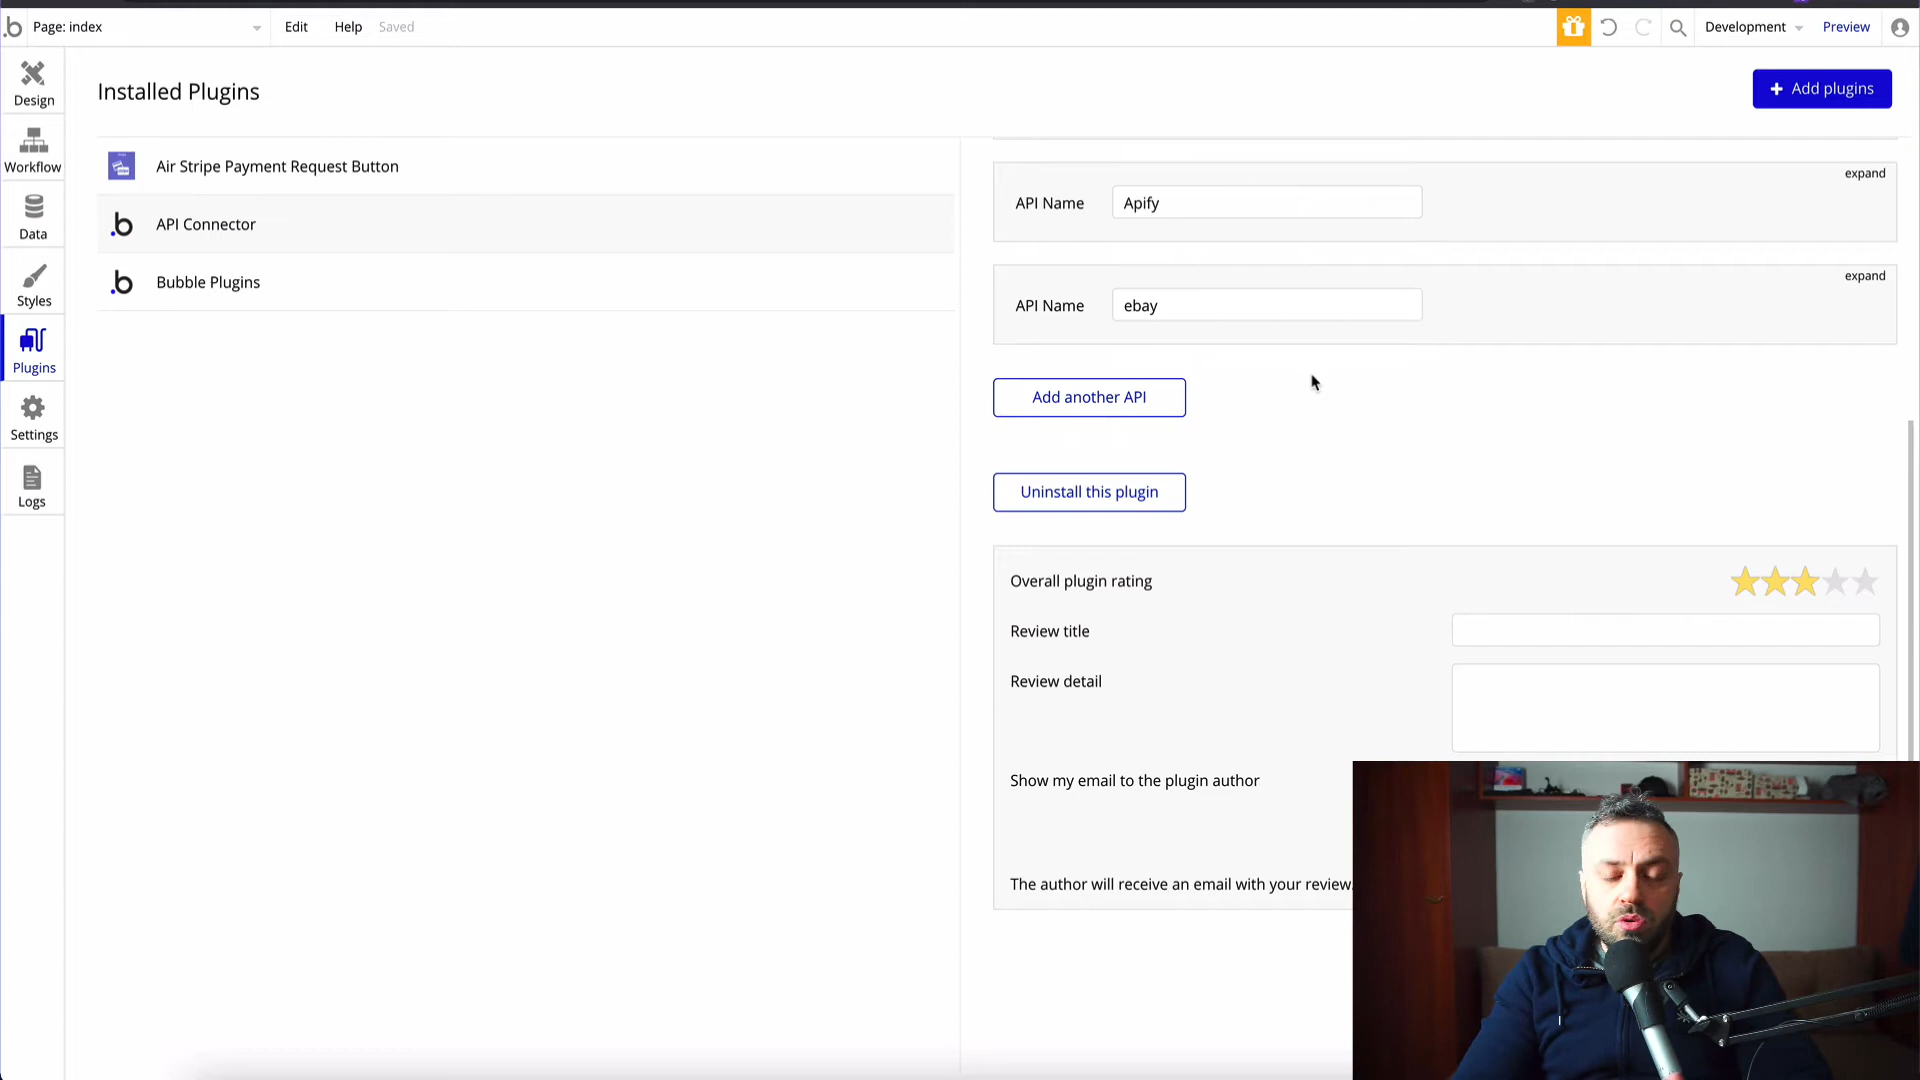 Page: index
Edit
Help
Saved
Development
Preview
Design
Workflow
Data
Styles
Plugins
Settings
Logs
Installed Plugins
+ Add plugins
Air Stripe Payment Request Button
API Connector
Bubble Plugins
expand
API Name
Apify
expand
API Name
ebay
Add another API
Uninstall this plugin
Overall plugin rating
Review title
Review detail
Show my email to the plugin author
The author will receive an email with your review.